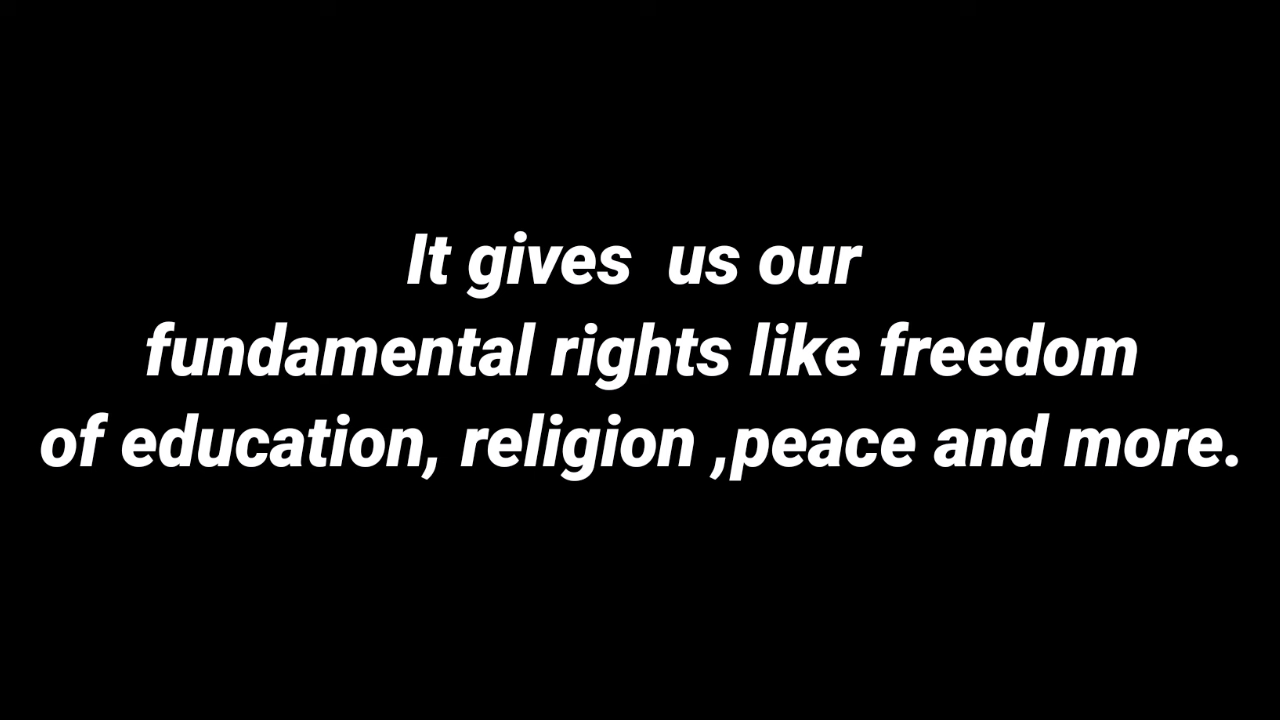 It gives  us our
fundamental rights like freedom
of education, religion ,peace and more.